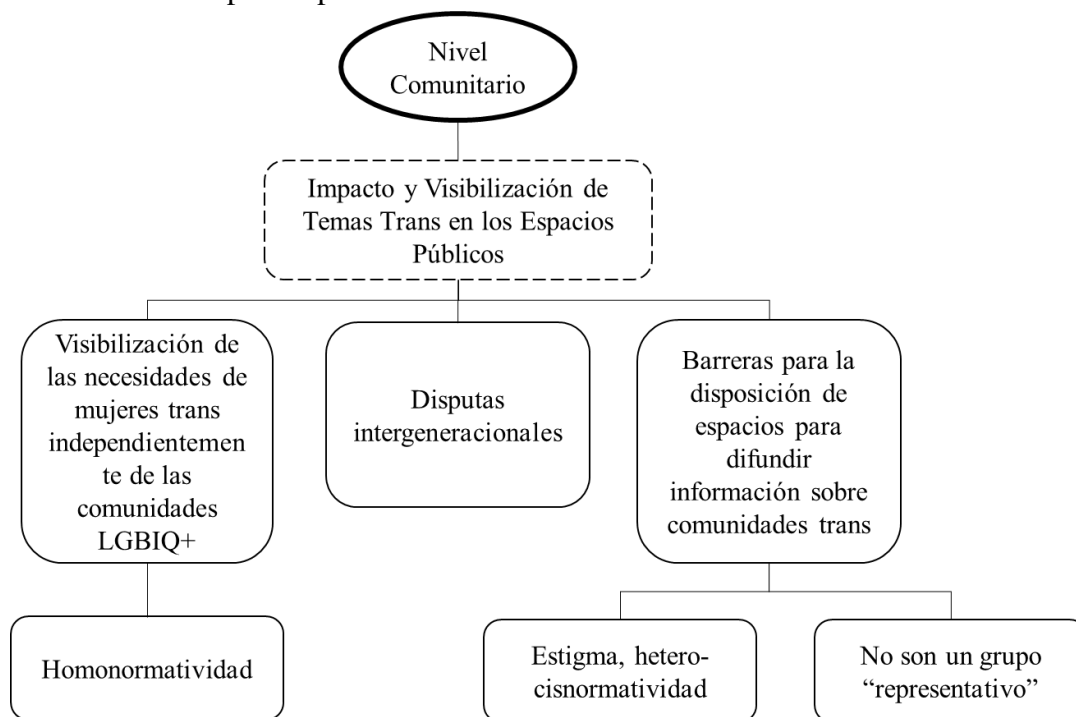 Nivel
Comunitario
Impacto y Visibilización de
Temas Trans en los Espacios
Públicos
Visibilización de
las necesidades de
mujeres trans
independientemen
te de las
comunidades
LGBIQ+
Disputas
intergeneracionales
Barreras para la
disposición de
espacios para
difundir
información sobre
comunidades trans
Homonormatividad
Estigma, hetero-
cisnormatividad
No son un grupo
“representativo”